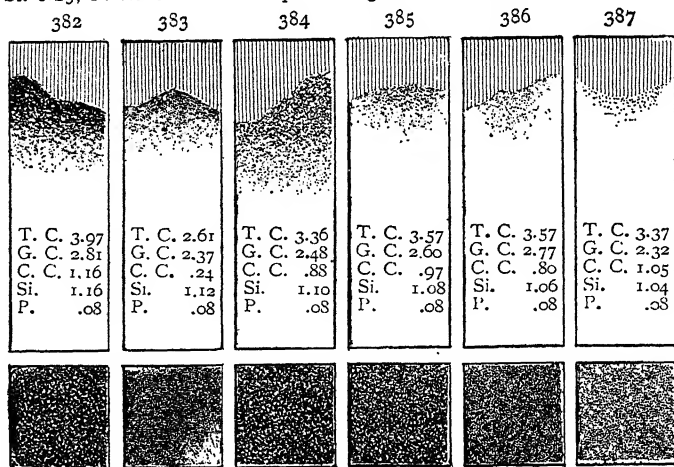 382 383 384 385 386 387
T. C. 3.97 T. C. 2.61 T. C. 3.36 T. C. 3.57 T. C. 3.57 T. C. 3.37
G. C. 2.81 G. C. 2.37 G. C. 2.48 G. C. 2.60 G. C. 2.77 G. C. 2.32
C. C. 1.16 C. C. .24 C. C. .88 C. C. .97 C. C. .80 C. C. 1.05
Si. 1.16 Si. 1.12 Si. 1.10 Si. 1.08 Si. 1.06 Si. 1.04
P. .08 P. .08 P. .08 P. .08 P. .08 P. .08